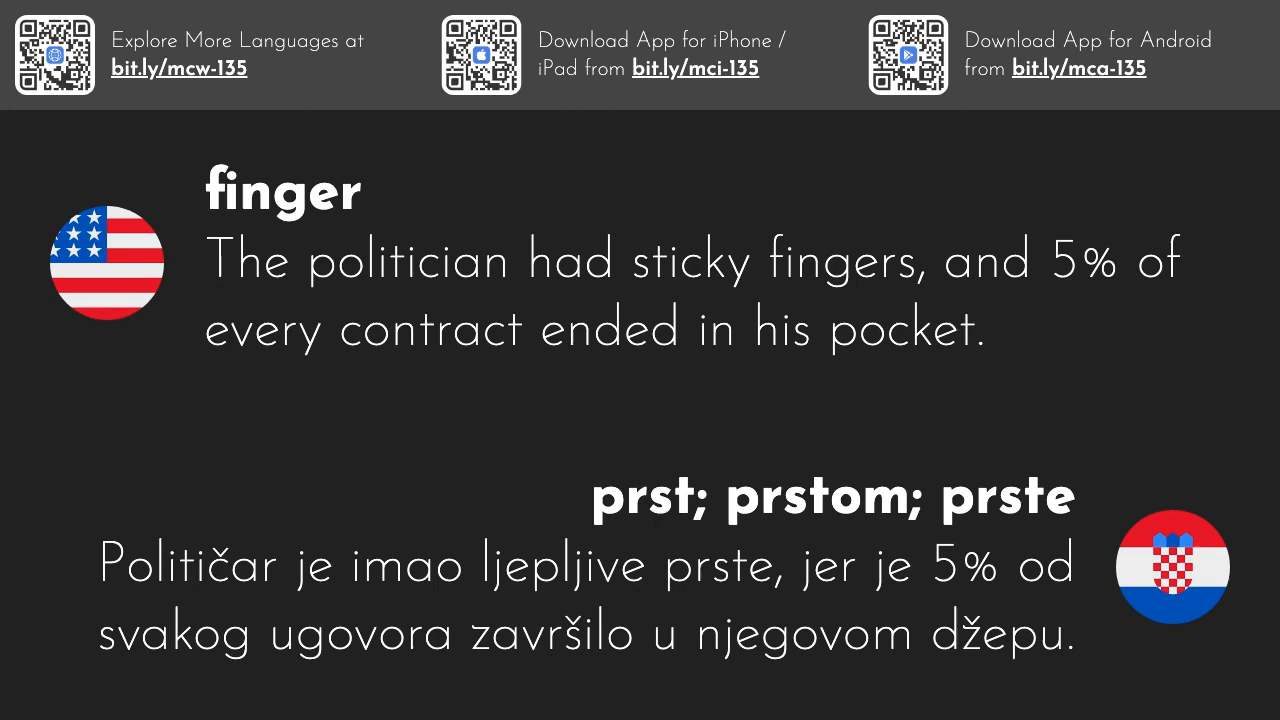 Explore More Languages at
bit.ly/mcw-135
Download App for iPhone /
iPad from bit.ly/mci-135
Download App for Android
from bit.ly/mca-135
finger
The politician had sticky fingers, and 5% of
every contract ended in his pocket.
prst; prstom; prste
Političar je imao ljepljive prste, jer je 5% od
svakog ugovora završilo u njegovom džepu.